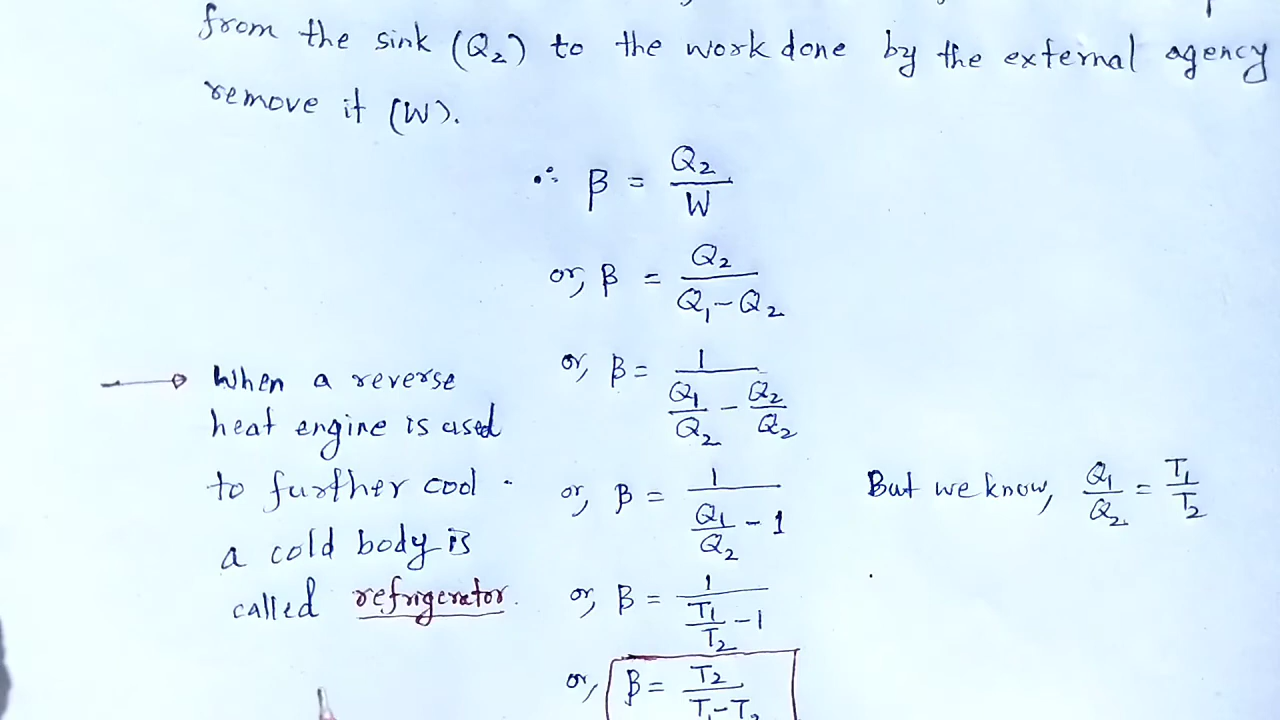 from the sink (Q₂) to the work done by the external agency
remove it (W).
∴ β = Q₂/W
or, β = Q₂/(Q₁-Q₂)
or, β = 1/(Q₁/Q₂ - Q₂/Q₂)
or, β = 1/(Q₁/Q₂ - 1)
But we know, Q₁/Q₂ = T₁/T₂
or, β = 1/(T₁/T₂ - 1)
or, β = T₂/(T₁-T₂)
When a reverse
heat engine is used
to further cool
a cold body is
called refrigerator.